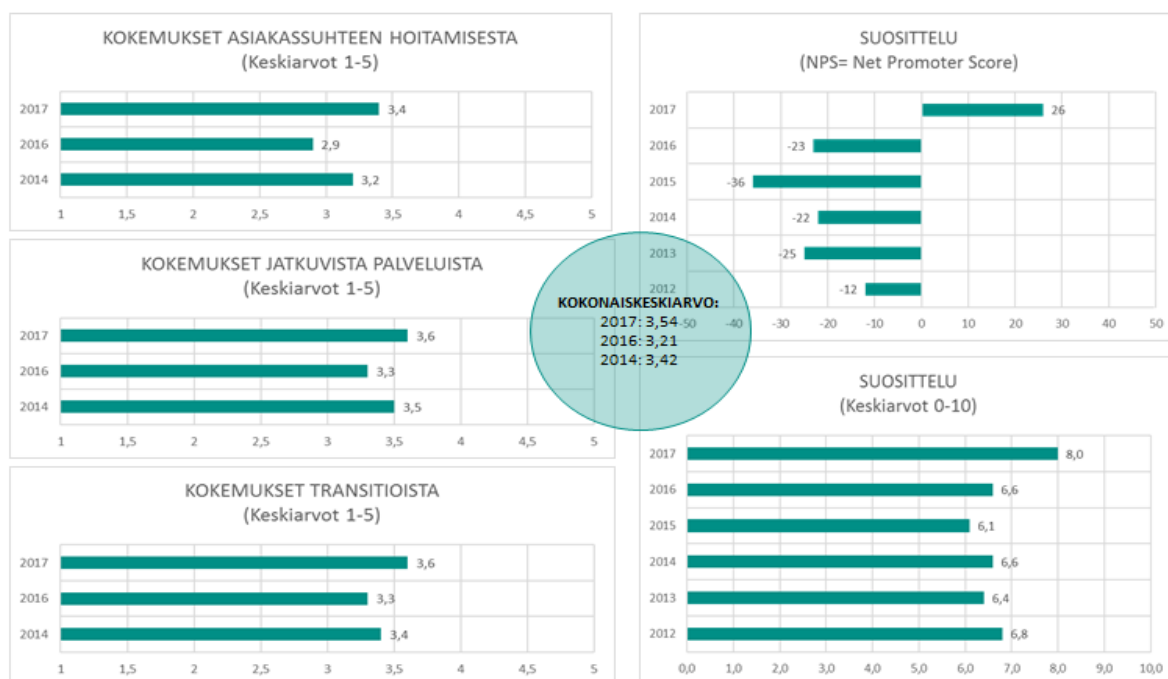 KOKEMUKSET ASIAKASSUHTEEN HOITAMISESTA
(Keskiarvot 1-5)
2017
3,4
2016
2,9
2014
3,2
1 1,5 2 2,5 3 3,5 4 4,5 5
KOKEMUKSET JATKUVISTA PALVELUISTA
(Keskiarvot 1-5)
2017
3,6
2016
3,3
2014
3,5
1 1,5 2 2,5 3 3,5 4 4,5 5
KOKEMUKSET TRANSITIOISTA
(Keskiarvot 1-5)
2017
3,6
2016
3,3
2014
3,4
1 1,5 2 2,5 3 3,5 4 4,5 5
KOKONAISKESKIARVO:
2017: 3,54
2016: 3,21
2014: 3,42
SUOSITTELU
(NPS= Net Promoter Score)
2017
26
2016
-23
2015
-36
2014
-22
2013
-25
2012
-12
-50 -40 -30 -20 -10 0 10 20 30 40 50
SUOSITTELU
(Keskiarvot 0-10)
2017
8,0
2016
6,6
2015
6,1
2014
6,6
2013
6,4
2012
6,8
0,0 1,0 2,0 3,0 4,0 5,0 6,0 7,0 8,0 9,0 10,0